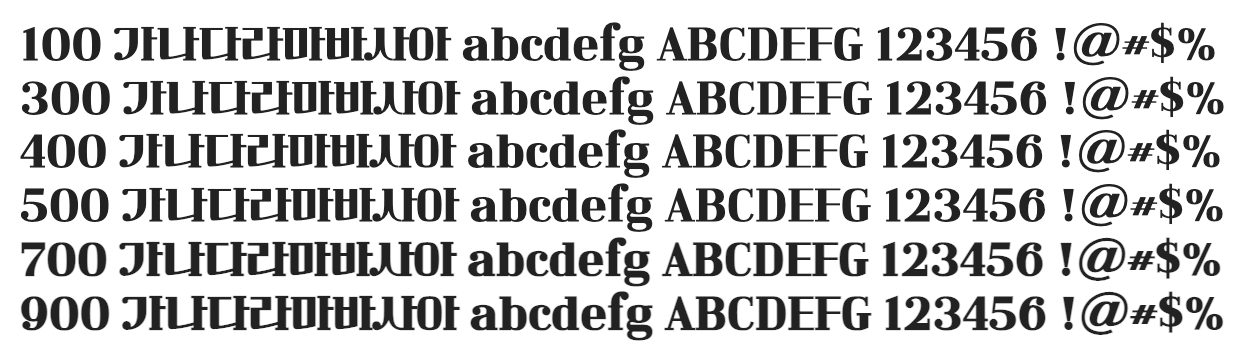 100 가나다라마바사아 abcdefg ABCDEFG 123456 !@#$%
300 가나다라마바사아 abcdefg ABCDEFG 123456 !@#$%
400 가나다라마바사아 abcdefg ABCDEFG 123456 !@#$%
500 가나다라마바사아 abcdefg ABCDEFG 123456 !@#$%
700 가나다라마바사아 abcdefg ABCDEFG 123456 !@#$%
900 가나다라마바사아 abcdefg ABCDEFG 123456 !@#$%